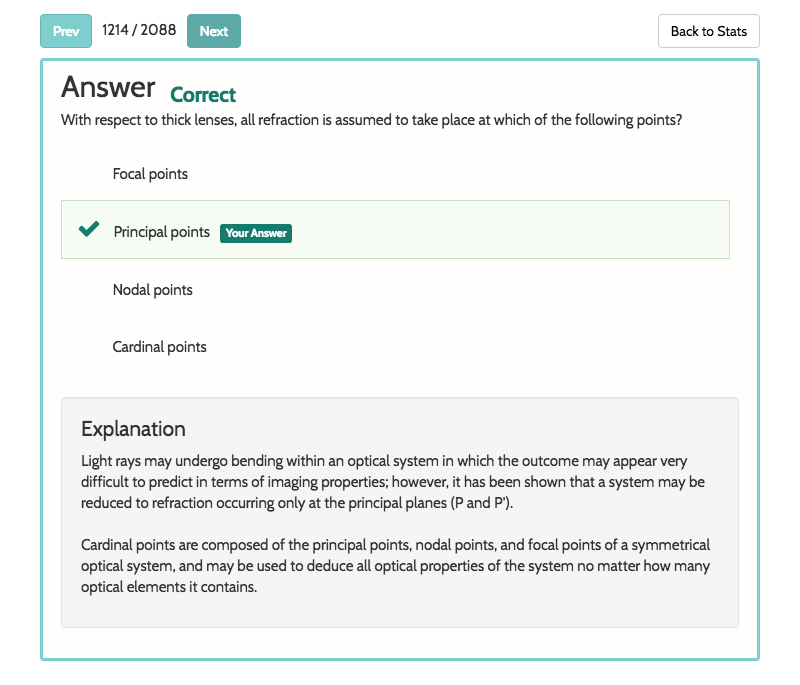 Prev 1214 / 2088 Next Back to Stats
Answer Correct
With respect to thick lenses, all refraction is assumed to take place at which of the following points?
Focal points
Principal points Your Answer
Nodal points
Cardinal points
Explanation
Light rays may undergo bending within an optical system in which the outcome may appear very
difficult to predict in terms of imaging properties; however, it has been shown that a system may be
reduced to refraction occurring only at the principal planes (P and P').
Cardinal points are composed of the principal points, nodal points, and focal points of a symmetrical
optical system, and may be used to deduce all optical properties of the system no matter how many
optical elements it contains.